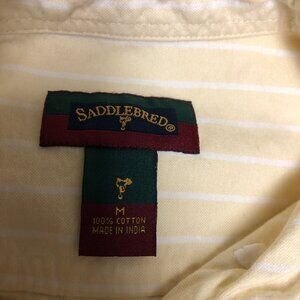 SADDLEBRED®
M
100% COTTON
MADE IN INDIA